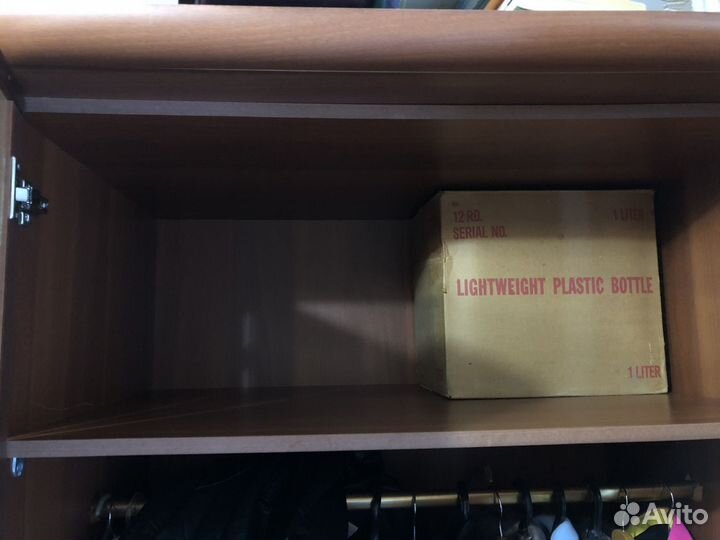 12 RD. 1 LITER
SERIAL NO.
LIGHTWEIGHT PLASTIC BOTTLE
1 LITER
Avito